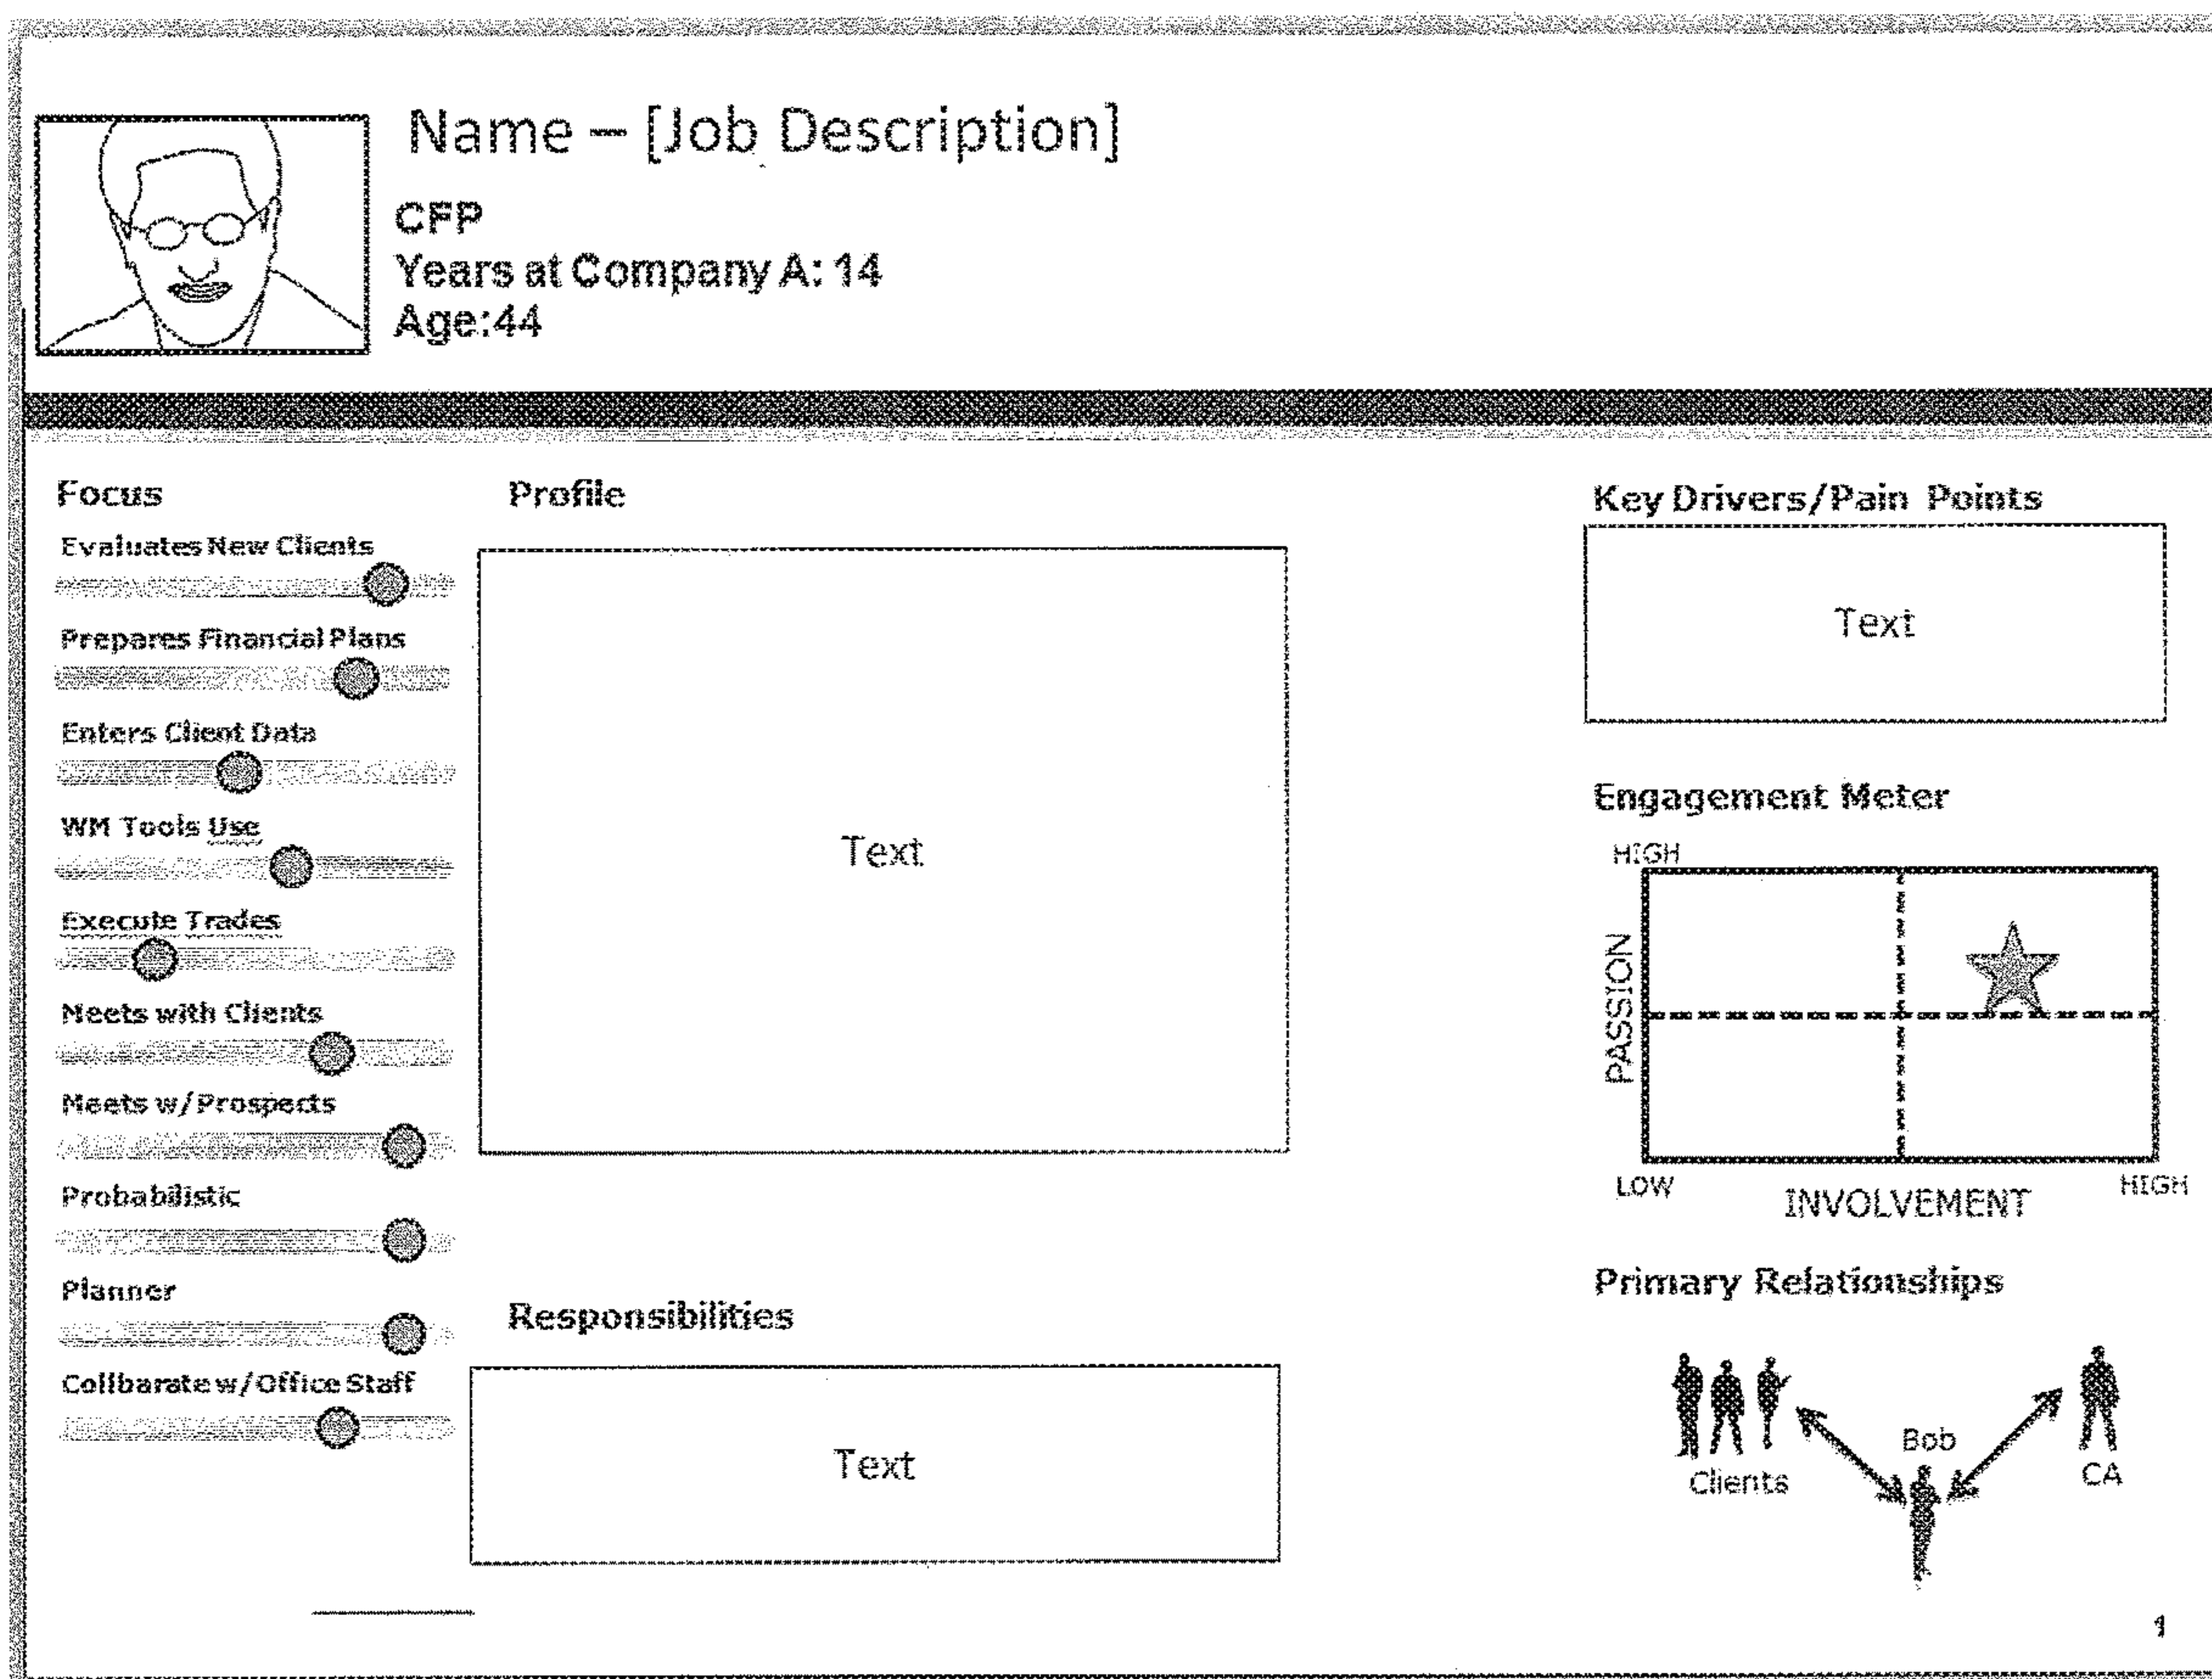 Name – [Job Description]
CFP
Years at Company A: 14
Age:44
Focus
Evaluates New Clients
Prepares Financial Plans
Enters Client Data
WM Tools Use
Execute Trades
Meets with Clients
Meets w/Prospects
Probabilistic
Planner
Collbarate w/Office Staff
Profile
Text
Responsibilities
Text
Key Drivers/Pain Points
Text
Engagement Meter
HIGH
PASSION
LOW
INVOLVEMENT
HIGH
Primary Relationships
Clients
Bob
CA
1